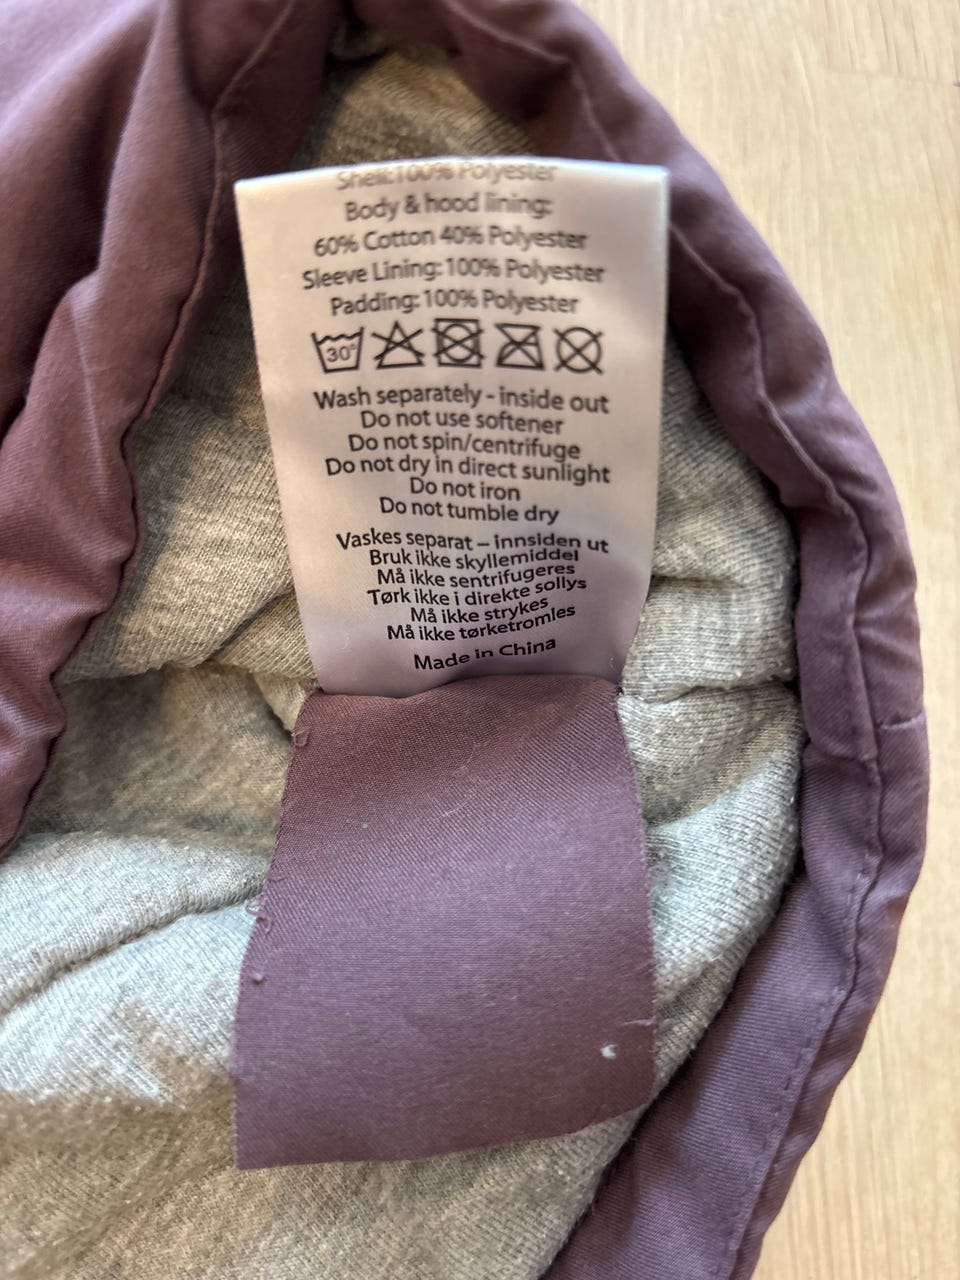 Shell:100% Polyester
Body & hood lining:
60% Cotton 40% Polyester
Sleeve Lining:100% Polyester
Padding:100% Polyester
30°
Wash separately - inside out
Do not use softener
Do not spin/centrifuge
Do not dry in direct sunlight
Do not iron
Do not tumble dry
Vaskes separat – innsiden ut
Bruk ikke skyllemiddel
Må ikke sentrifugeres
Tørk ikke i direkte sollys
Må ikke strykes
Må ikke tørketromles
Made in China